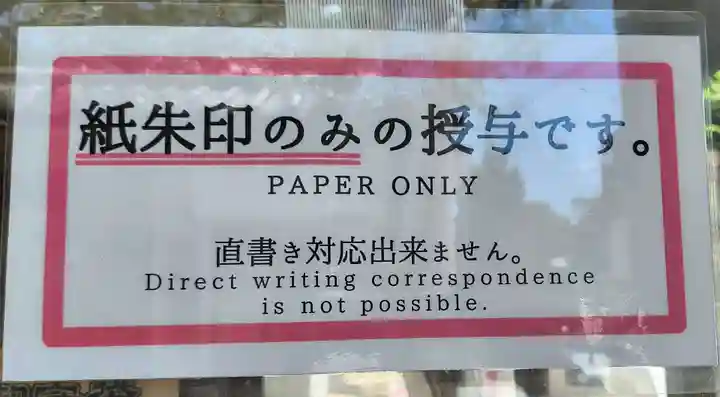 紙朱印のみの授与です。
PAPER ONLY
直書き対応出来ません。
Direct writing correspondence
is not possible.